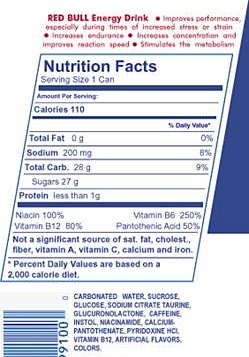 RED BULL Energy Drink ● Improves performance,
especially during times of increased stress or strain
● Increases endurance ● Increases concentration and
improves reaction speed ● Stimulates the metabolism
Nutrition Facts
Serving Size 1 Can
Amount Per Serving:
Calories 110
% Daily Value*
Total Fat 0 g 0%
Sodium 200 mg 8%
Total Carb. 28 g 9%
Sugars 27 g
Protein less than 1g
Niacin 100% Vitamin B6 250%
Vitamin B12 80% Pantothenic Acid 50%
Not a significant source of sat. fat, cholest.,
fiber, vitamin A, vitamin C, calcium and iron.
* Percent Daily Values are based on a
2,000 calorie diet.
CARBONATED WATER, SUCROSE,
GLUCOSE, SODIUM CITRATE TAURINE,
GLUCURONOLACTONE, CAFFEINE,
INSTOL, NIACINAMIDE, CALCIUM-
PANTOTHENATE, PYRIDOXINE HCL
VITAMIN B12, ARTIFICIAL FLAVORS,
COLORS.
99100 0